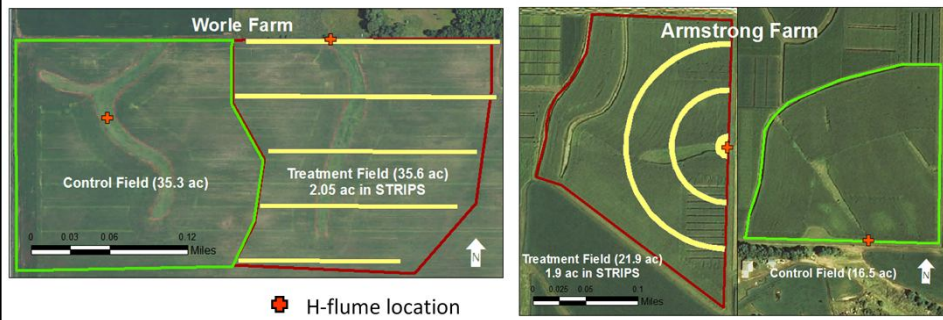 Worle Farm
Control Field (35.3 ac)
Treatment Field (35.6 ac)
2.05 ac in STRIPS
0 0.03 0.06 0.12
Miles
N
H-flume location
Armstrong Farm
Treatment Field (21.9 ac)
1.9 ac in STRIPS
0 0.025 0.05 0.1
Miles
Control Field (16.5 ac)
N